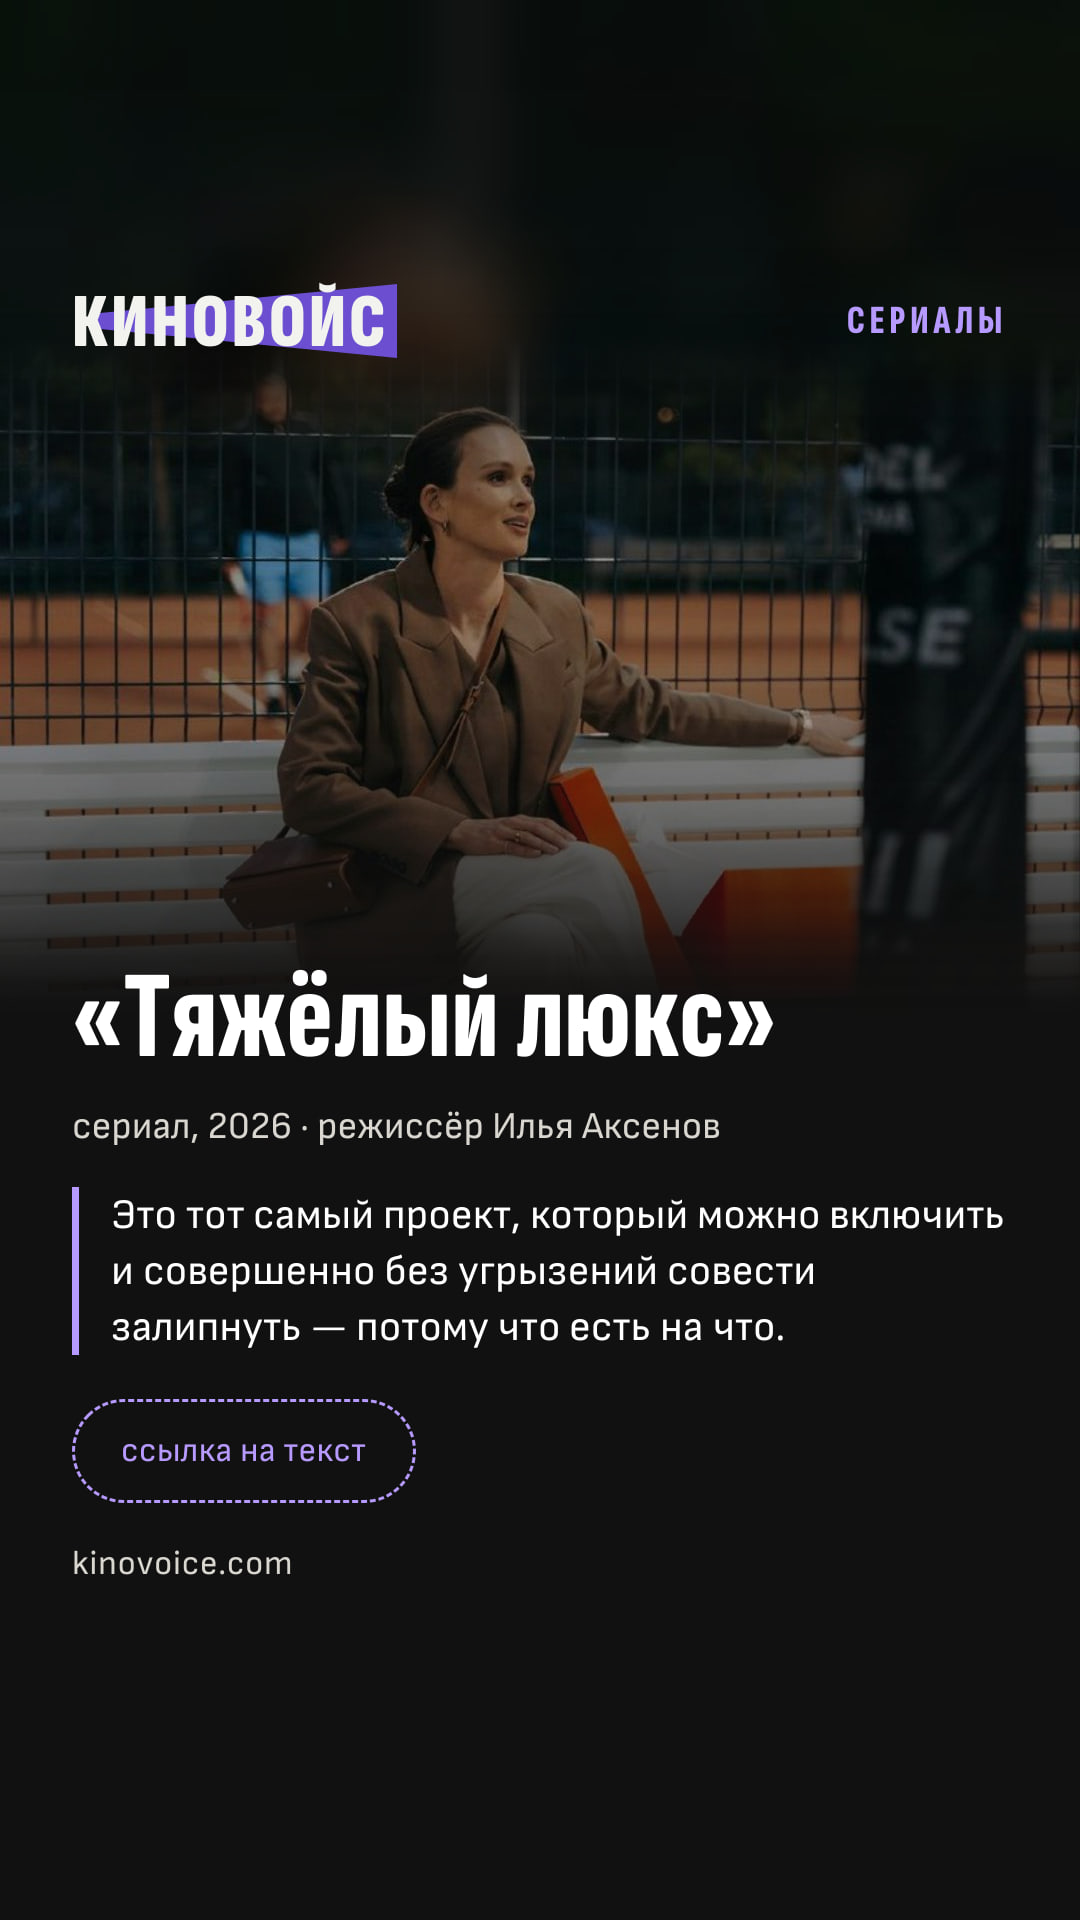 КИНОВОЙС
СЕРИАЛЫ
SE
«Тяжёлый люкс»
сериал, 2026 · режиссёр Илья Аксенов
Это тот самый проект, который можно включить
и совершенно без угрызений совести
залипнуть — потому что есть на что.
ссылка на текст
kinovoice.com